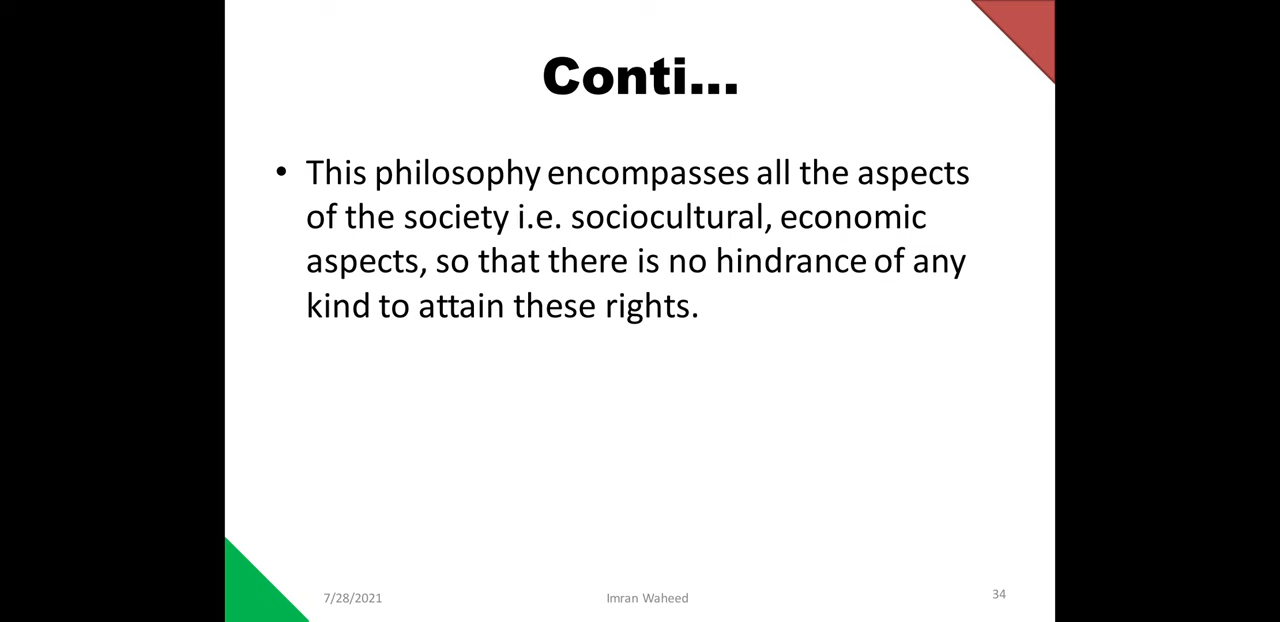 Conti...
• This philosophy encompasses all the aspects
of the society i.e. sociocultural, economic
aspects, so that there is no hindrance of any
kind to attain these rights.
7/28/2021
Imran Waheed
34